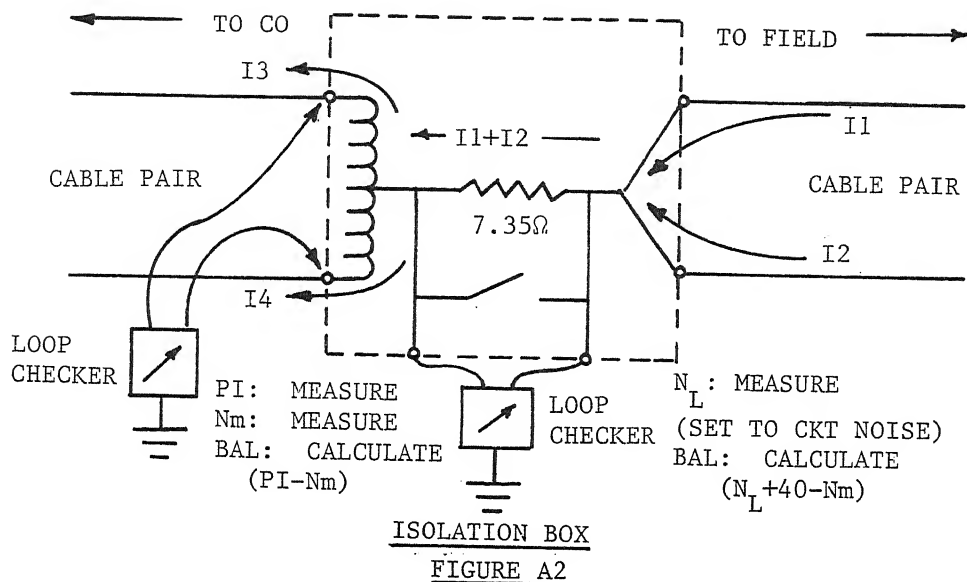 TO CO
TO FIELD
I3
I1+I2
I1
CABLE PAIR
CABLE PAIR
7.35Ω
I2
I4
LOOP
CHECKER
PI: MEASURE
Nm: MEASURE
BAL: CALCULATE
(PI-Nm)
LOOP
CHECKER
NL: MEASURE
(SET TO CKT NOISE)
BAL: CALCULATE
(NL+40-Nm)
ISOLATION BOX
FIGURE A2